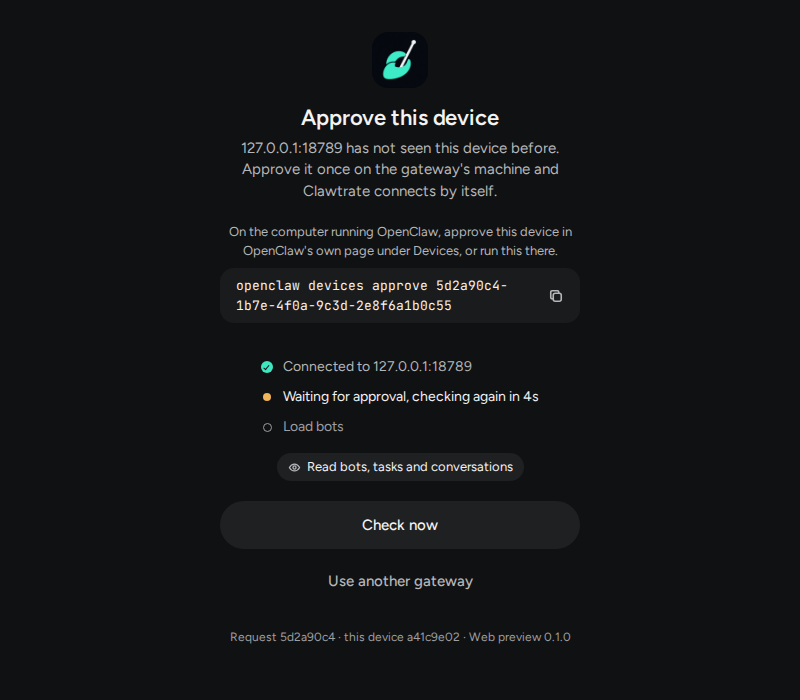 Approve this device
127.0.0.1:18789 has not seen this device before.
Approve it once on the gateway's machine and
Clawtrate connects by itself.
On the computer running OpenClaw, approve this device in
OpenClaw's own page under Devices, or run this there.
openclaw devices approve 5d2a90c4-
1b7e-4f0a-9c3d-2e8f6a1b0c55
Connected to 127.0.0.1:18789
Waiting for approval, checking again in 4s
Load bots
Read bots, tasks and conversations
Check now
Use another gateway
Request 5d2a90c4 · this device a41c9e02 · Web preview 0.1.0